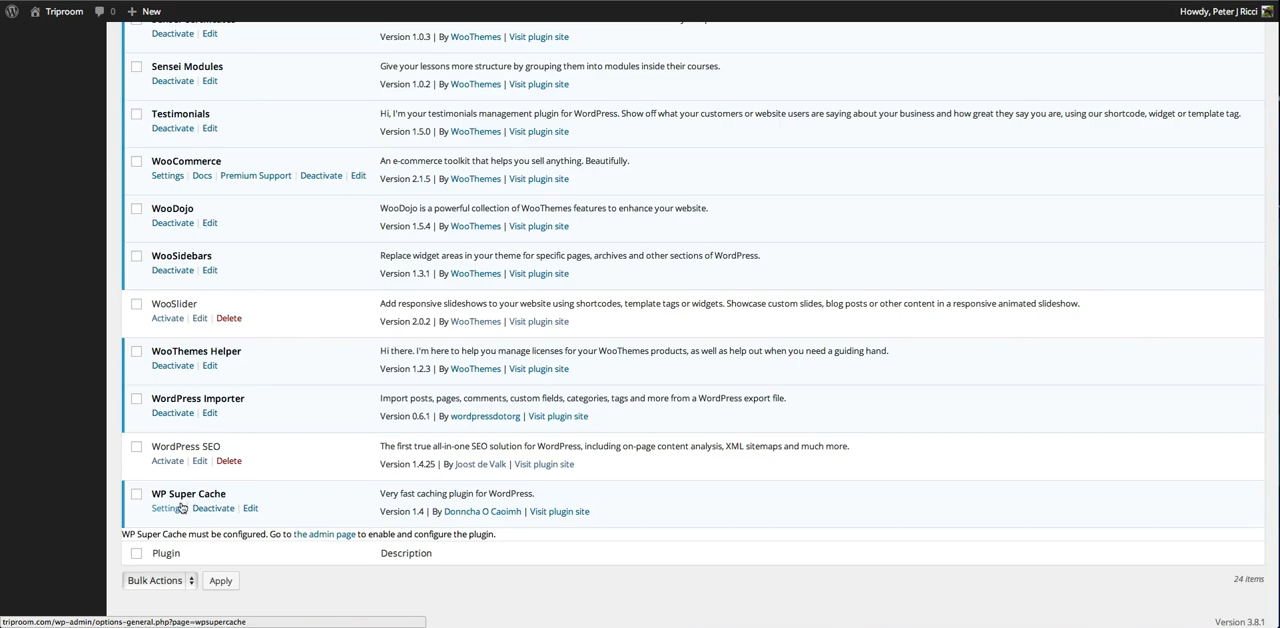 Triproom 0 New Howdy, Peter J Ricci
Deactivate | Edit
Version 1.0.3 | By WooThemes | Visit plugin site
Sensei Modules Give your lessons more structure by grouping them into modules inside their courses.
Deactivate | Edit Version 1.0.2 | By WooThemes | Visit plugin site
Testimonials Hi, I'm your testimonials management plugin for WordPress. Show off what your customers or website users are saying about your business and how great they say you are, using our shortcode, widget or template tag.
Deactivate | Edit Version 1.5.0 | By WooThemes | Visit plugin site
WooCommerce An e-commerce toolkit that helps you sell anything. Beautifully.
Settings | Docs | Premium Support | Deactivate | Edit Version 2.1.5 | By WooThemes | Visit plugin site
WooDojo WooDojo is a powerful collection of WooThemes features to enhance your website.
Deactivate | Edit Version 1.5.4 | By WooThemes | Visit plugin site
WooSidebars Replace widget areas in your theme for specific pages, archives and other sections of WordPress.
Deactivate | Edit Version 1.3.1 | By WooThemes | Visit plugin site
WooSlider Add responsive slideshows to your website using shortcodes, template tags or widgets. Showcase custom slides, blog posts or other content in a responsive animated slideshow.
Activate | Edit | Delete Version 2.0.2 | By WooThemes | Visit plugin site
WooThemes Helper Hi there. I'm here to help you manage licenses for your WooThemes products, as well as help out when you need a guiding hand.
Deactivate | Edit Version 1.2.3 | By WooThemes | Visit plugin site
WordPress Importer Import posts, pages, comments, custom fields, categories, tags and more from a WordPress export file.
Deactivate | Edit Version 0.6.1 | By wordpressdotorg | Visit plugin site
WordPress SEO The first true all-in-one SEO solution for WordPress, including on-page content analysis, XML sitemaps and much more.
Activate | Edit | Delete Version 1.4.25 | By Joost de Valk | Visit plugin site
WP Super Cache Very fast caching plugin for WordPress.
Settings | Deactivate | Edit Version 1.4 | By Donncha O Caoimh | Visit plugin site
WP Super Cache must be configured. Go to the admin page to enable and configure the plugin.
Plugin Description
Bulk Actions Apply 24 items
triproom.com/wp-admin/options-general.php?page=wpsupercache Version 3.8.1